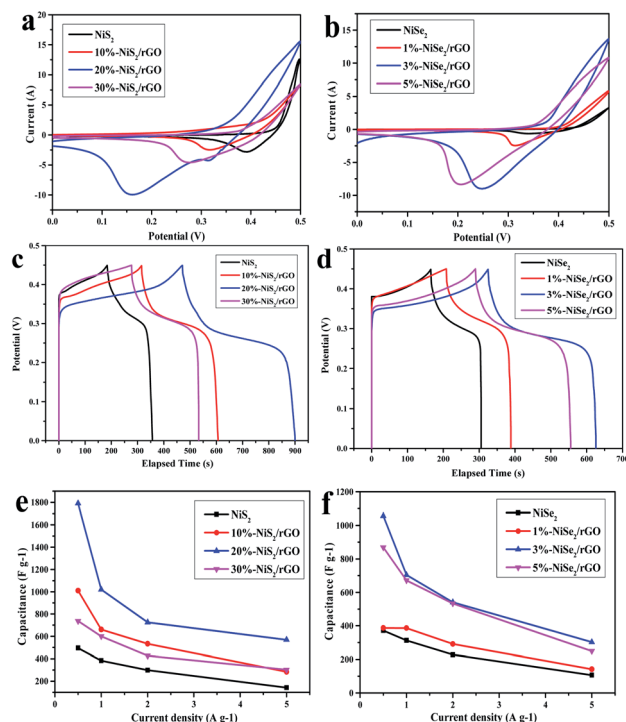 a
NiS2
10%-NiS2/rGO
20%-NiS2/rGO
30%-NiS2/rGO
Current (A)
15
10
5
0
-5
-10
0.0 0.1 0.2 0.3 0.4 0.5
Potential (V)
b
NiSe2
1%-NiSe2/rGO
3%-NiSe2/rGO
5%-NiSe2/rGO
Current (A)
15
10
5
0
-5
-10
0.0 0.1 0.2 0.3 0.4 0.5
Potential (V)
c
NiS2
10%-NiS2/rGO
20%-NiS2/rGO
30%-NiS2/rGO
Potential (V)
0.5
0.4
0.3
0.2
0.1
0.0
0 100 200 300 400 500 600 700 800 900
Elapsed Time (s)
d
NiSe2
1%-NiSe2/rGO
3%-NiSe2/rGO
5%-NiSe2/rGO
Potential (V)
0.5
0.4
0.3
0.2
0.1
0.0
0 100 200 300 400 500 600 700
Elapsed Time (s)
e
NiS2
10%-NiS2/rGO
20%-NiS2/rGO
30%-NiS2/rGO
Capacitance (F g-1)
1800
1600
1400
1200
1000
800
600
400
200
0 1 2 3 4 5
Current density (A g-1)
f
NiSe2
1%-NiSe2/rGO
3%-NiSe2/rGO
5%-NiSe2/rGO
Capacitance (F g-1)
1200
1000
800
600
400
200
0
0 1 2 3 4 5
Current density (A g-1)